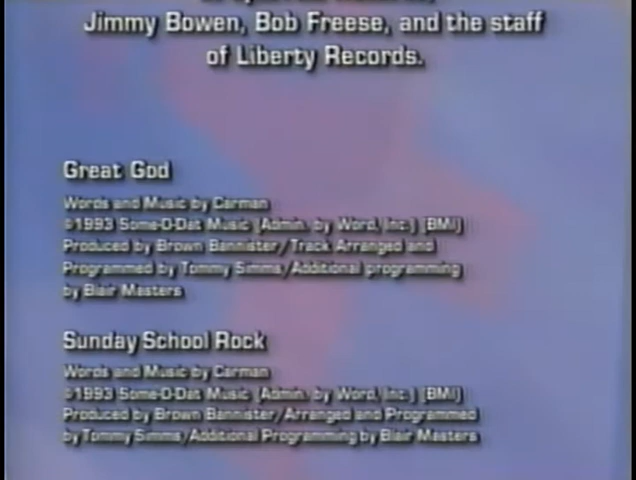 Jimmy Bowen, Bob Freese, and the staff
of Liberty Records.
Great God
Words and Music by Carman
©1993 Some-O-Dat Music (Admin. by Word, Inc.) (BMI)
Produced by Brown Bannister/Track Arranged and
Programmed by Tommy Simms/Additional programming
by Blair Masters
Sunday School Rock
Words and Music by Carman
©1993 Some-O-Dat Music (Admin. by Word, Inc.) (BMI)
Produced by Brown Bannister/Arranged and Programmed
by Tommy Simms/Additional Programming by Blair Masters